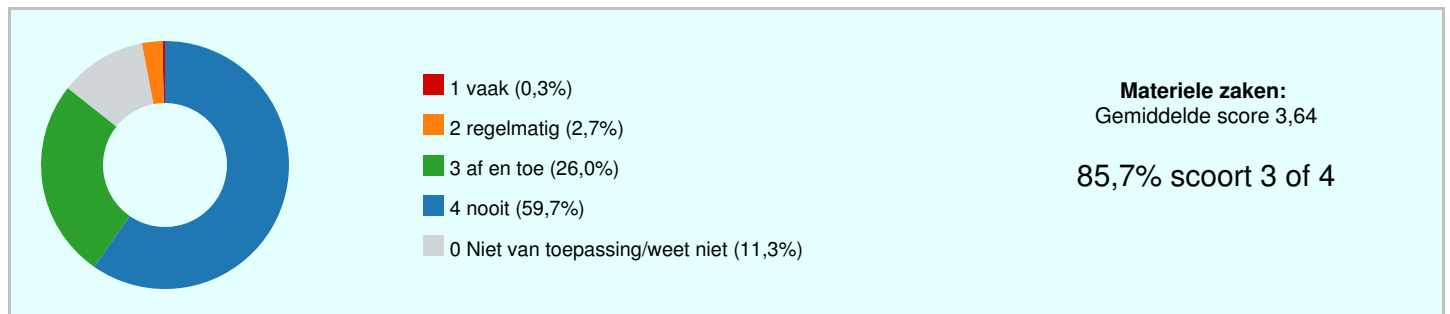 1 vaak (0,3%)
2 regelmatig (2,7%)
3 af en toe (26,0%)
4 nooit (59,7%)
0 Niet van toepassing/weet niet (11,3%)
Materiele zaken:
Gemiddelde score 3,64
85,7% scoort 3 of 4